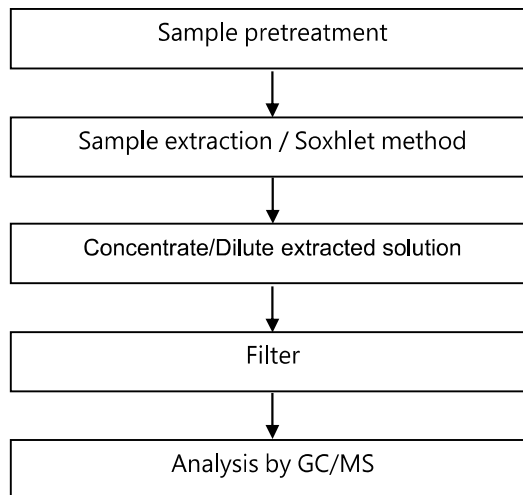 Sample pretreatment
Sample extraction / Soxhlet method
Concentrate/Dilute extracted solution
Filter
Analysis by GC/MS